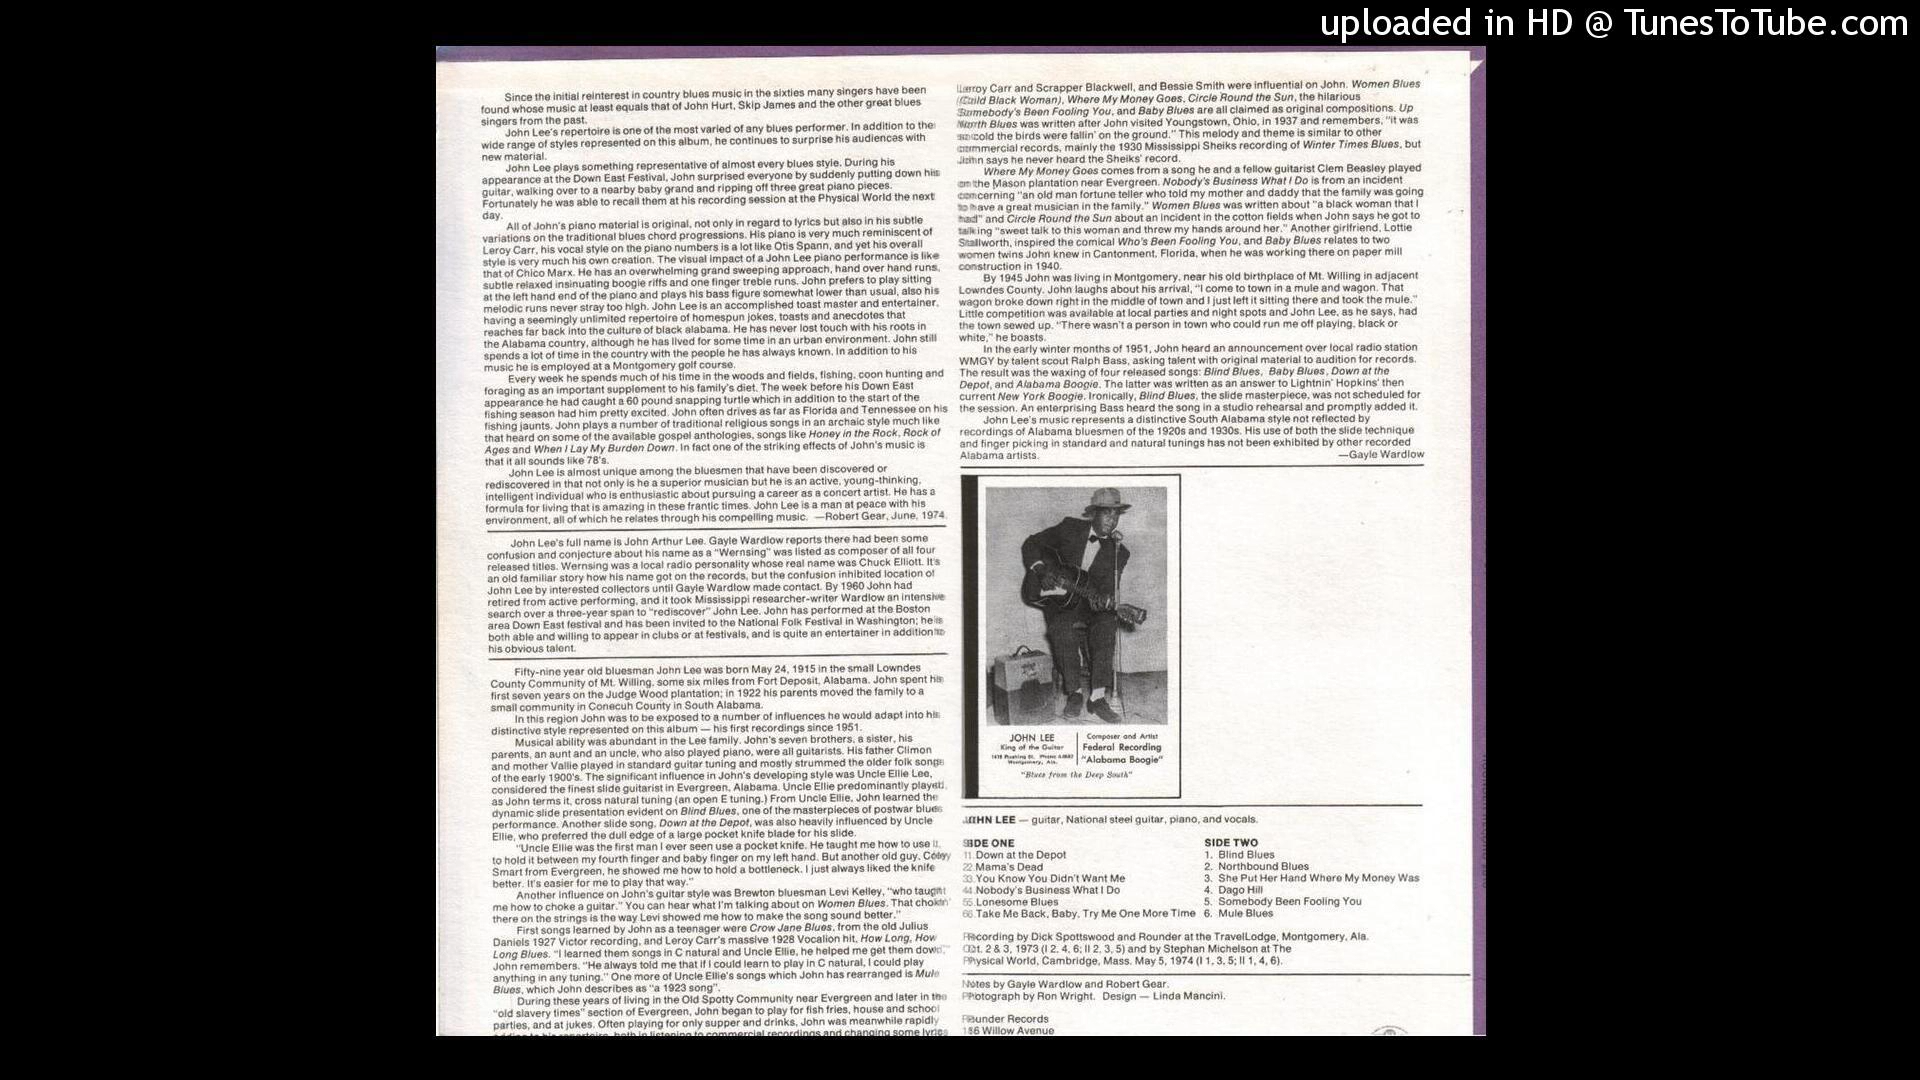 uploaded in HD @ TunesToTube.com
Since the initial reinterest in country blues music in the sixties many singers have been
found whose music at least equals that of John Hurt, Skip James and the other great blues
singers from the past.
John Lee's repertoire is one of the most varied of any blues performer. In addition to the
wide range of styles represented on this album, he continues to surprise his audiences with
new material.
John Lee plays something representative of almost every blues style. During his
appearance at the Down East Festival, John surprised everyone by suddenly putting down his
guitar, walking over to a nearby baby grand and ripping off three great piano pieces.
Fortunately he was able to recall them at his recording session at the Physical World the next
day.
All of John's piano material is original, not only in regard to lyrics but also in his subtle
variations on the traditional blues chord progressions. His piano is very much reminiscent of
Leroy Carr, his vocal style on the piano numbers is a lot like Otis Spann, and yet his overall
style is very much his own creation. The visual impact of a John Lee piano performance is like
that of Chico Marx. He has an overwhelming grand sweeping approach, hand over hand runs,
subtle relaxed insinuating boogie riffs and one finger treble runs. John prefers to play sitting
at the left hand end of the piano and plays his bass figure somewhat lower than usual, also his
melodic runs never stray too high. John Lee is an accomplished toast master and entertainer,
having a seemingly unlimited repertoire of homespun jokes, toasts and anecdotes that
reaches far back into the culture of black alabama. He has never lost touch with his roots in
the Alabama country, although he has lived for some time in an urban environment. John still
spends a lot of time in the country with the people he has always known. In addition to his
music he is employed at a Montgomery golf course.
Every week he spends much of his time in the woods and fields, fishing, coon hunting and
foraging as an important supplement to his family's diet. The week before his Down East
appearance he had caught a 60 pound snapping turtle which in addition to the start of the
fishing season had him pretty excited. John often drives as far as Florida and Tennessee on his
fishing jaunts. John plays a number of traditional religious songs in an archaic style much like
that heard on some of the available gospel anthologies, songs like Honey in the Rock, Rock of
Ages and When I Lay My Burden Down. In fact one of the striking effects of John's music is
that it all sounds like 78's.
John Lee is almost unique among the bluesmen that have been discovered or
rediscovered in that not only is he a superior musician but he is an active, young-thinking,
intelligent individual who is enthusiastic about pursuing a career as a concert artist. He has a
formula for living that is amazing in these frantic times. John Lee is a man at peace with his
environment, all of which he relates through his compelling music. —Robert Gear, June, 1974.
John Lee's full name is John Arthur Lee. Gayle Wardlow reports there had been some
confusion and conjecture about his name as a "Wernsing" was listed as composer of all four
released titles. Wernsing was a local radio personality whose real name was Chuck Elliott. It's
an old familiar story how his name got on the records, but the confusion inhibited location of
John Lee by interested collectors until Gayle Wardlow made contact. By 1960 John had
retired from active performing, and it took Mississippi researcher-writer Wardlow an intensive
search over a three-year span to "rediscover" John Lee. John has performed at the Boston
area Down East festival and has been invited to the National Folk Festival in Washington; he is
both able and willing to appear in clubs or at festivals, and is quite an entertainer in addition to
his obvious talent.
Fifty-nine year old bluesman John Lee was born May 24, 1915 in the small Lowndes
County Community of Mt. Willing, some six miles from Fort Deposit, Alabama. John spent his
first seven years on the Judge Wood plantation; in 1922 his parents moved the family to a
small community in Conecuh County in South Alabama.
In this region John was to be exposed to a number of influences he would adapt into his
distinctive style represented on this album — his first recordings since 1951.
Musical ability was abundant in the Lee family. John's seven brothers, a sister, his
parents, an aunt and an uncle, who also played piano, were all guitarists. His father Climon
and mother Vallie played in standard guitar tuning and mostly strummed the older folk songs
of the early 1900's. The significant influence in John's developing style was Uncle Ellie Lee,
considered the finest slide guitarist in Evergreen, Alabama. Uncle Ellie predominantly played,
as John terms it, cross natural tuning (an open E tuning.) From Uncle Ellie, John learned the
dynamic slide presentation evident on Blind Blues, one of the masterpieces of postwar blues
performance. Another slide song, Down at the Depot, was also heavily influenced by Uncle
Ellie, who preferred the dull edge of a large pocket knife blade for his slide.
"Uncle Ellie was the first man I ever seen use a pocket knife. He taught me how to use it,
to hold it between my fourth finger and baby finger on my left hand. But another old guy, Coley
Smart from Evergreen, he showed me how to hold a bottleneck. I just always liked the knife
better. It's easier for me to play that way."
Another influence on John's guitar style was Brewton bluesman Levi Kelley, "who taught
me how to choke a guitar." You can hear what I'm talking about on Women Blues. That chokin'
there on the strings is the way Levi showed me how to make the song sound better."
First songs learned by John as a teenager were Crow Jane Blues, from the old Julius
Daniels 1927 Victor recording, and Leroy Carr's massive 1928 Vocalion hit, How Long, How
Long Blues. "I learned them songs in C natural and Uncle Ellie, he helped me get them down,"
John remembers. "He always told me that if I could learn to play in C natural, I could play
anything in any tuning." One more of Uncle Ellie's songs which John has rearranged is Mule
Blues, which John describes as "a 1923 song".
During these years of living in the Old Spotty Community near Evergreen and later in the
"old slavery times" section of Evergreen, John began to play for fish fries, house and school
parties, and at jukes. Often playing for only supper and drinks, John was meanwhile rapidly
adding to his repertoire, both in listening to commercial recordings and changing some lyrics
Leroy Carr and Scrapper Blackwell, and Bessie Smith were influential on John. Women Blues
(Child Black Woman), Where My Money Goes, Circle Round the Sun, the hilarious
Somebody's Been Fooling You, and Baby Blues are all claimed as original compositions. Up
North Blues was written after John visited Youngstown, Ohio, in 1937 and remembers, "it was
so cold the birds were fallin' on the ground." This melody and theme is similar to other
commercial records, mainly the 1930 Mississippi Sheiks recording of Winter Times Blues, but
John says he never heard the Sheiks' record.
Where My Money Goes comes from a song he and a fellow guitarist Clem Beasley played
on the Mason plantation near Evergreen. Nobody's Business What I Do is from an incident
concerning "an old man fortune teller who told my mother and daddy that the family was going
to have a great musician in the family." Women Blues was written about "a black woman that I
had" and Circle Round the Sun about an incident in the cotton fields when John says he got to
talking "sweet talk to this woman and threw my hands around her." Another girlfriend, Lottie
Stallworth, inspired the comical Who's Been Fooling You, and Baby Blues relates to two
women twins John knew in Cantonment, Florida, when he was working there on paper mill
construction in 1940.
By 1945 John was living in Montgomery, near his old birthplace of Mt. Willing in adjacent
Lowndes County. John laughs about his arrival, "I come to town in a mule and wagon. That
wagon broke down right in the middle of town and I just left it sitting there and took the mule."
Little competition was available at local parties and night spots and John Lee, as he says, had
the town sewed up. "There wasn't a person in town who could run me off playing, black or
white," he boasts.
In the early winter months of 1951, John heard an announcement over local radio station
WMGY by talent scout Ralph Bass, asking talent with original material to audition for records.
The result was the waxing of four released songs: Blind Blues, Baby Blues, Down at the
Depot, and Alabama Boogie. The latter was written as an answer to Lightnin' Hopkins' then
current New York Boogie. Ironically, Blind Blues, the slide masterpiece, was not scheduled for
the session. An enterprising Bass heard the song in a studio rehearsal and promptly added it.
John Lee's music represents a distinctive South Alabama style not reflected by
recordings of Alabama bluesmen of the 1920s and 1930s. His use of both the slide technique
and finger picking in standard and natural tunings has not been exhibited by other recorded
Alabama artists. —Gayle Wardlow
JOHN LEE
King of the Guitar
Montgomery, Ala.
Composer and Artist
Federal Recording
"Alabama Boogie"
"Blues from the Deep South"
JOHN LEE — guitar, National steel guitar, piano, and vocals.
SIDE ONE
1. Down at the Depot
2. Mama's Dead
3. You Know You Didn't Want Me
4. Nobody's Business What I Do
5. Lonesome Blues
6. Take Me Back, Baby, Try Me One More Time
SIDE TWO
1. Blind Blues
2. Northbound Blues
3. She Put Her Hand Where My Money Was
4. Dago Hill
5. Somebody Been Fooling You
6. Mule Blues
Recording by Dick Spottswood and Rounder at the TravelLodge, Montgomery, Ala.
Oct. 2 & 3, 1973 (I 2, 4, 6; II 2, 3, 5) and by Stephan Michelson at The
Physical World, Cambridge, Mass. May 5, 1974 (I 1, 3, 5; II 1, 4, 6).
Notes by Gayle Wardlow and Robert Gear.
Photograph by Ron Wright. Design — Linda Mancini.
Rounder Records
186 Willow Avenue